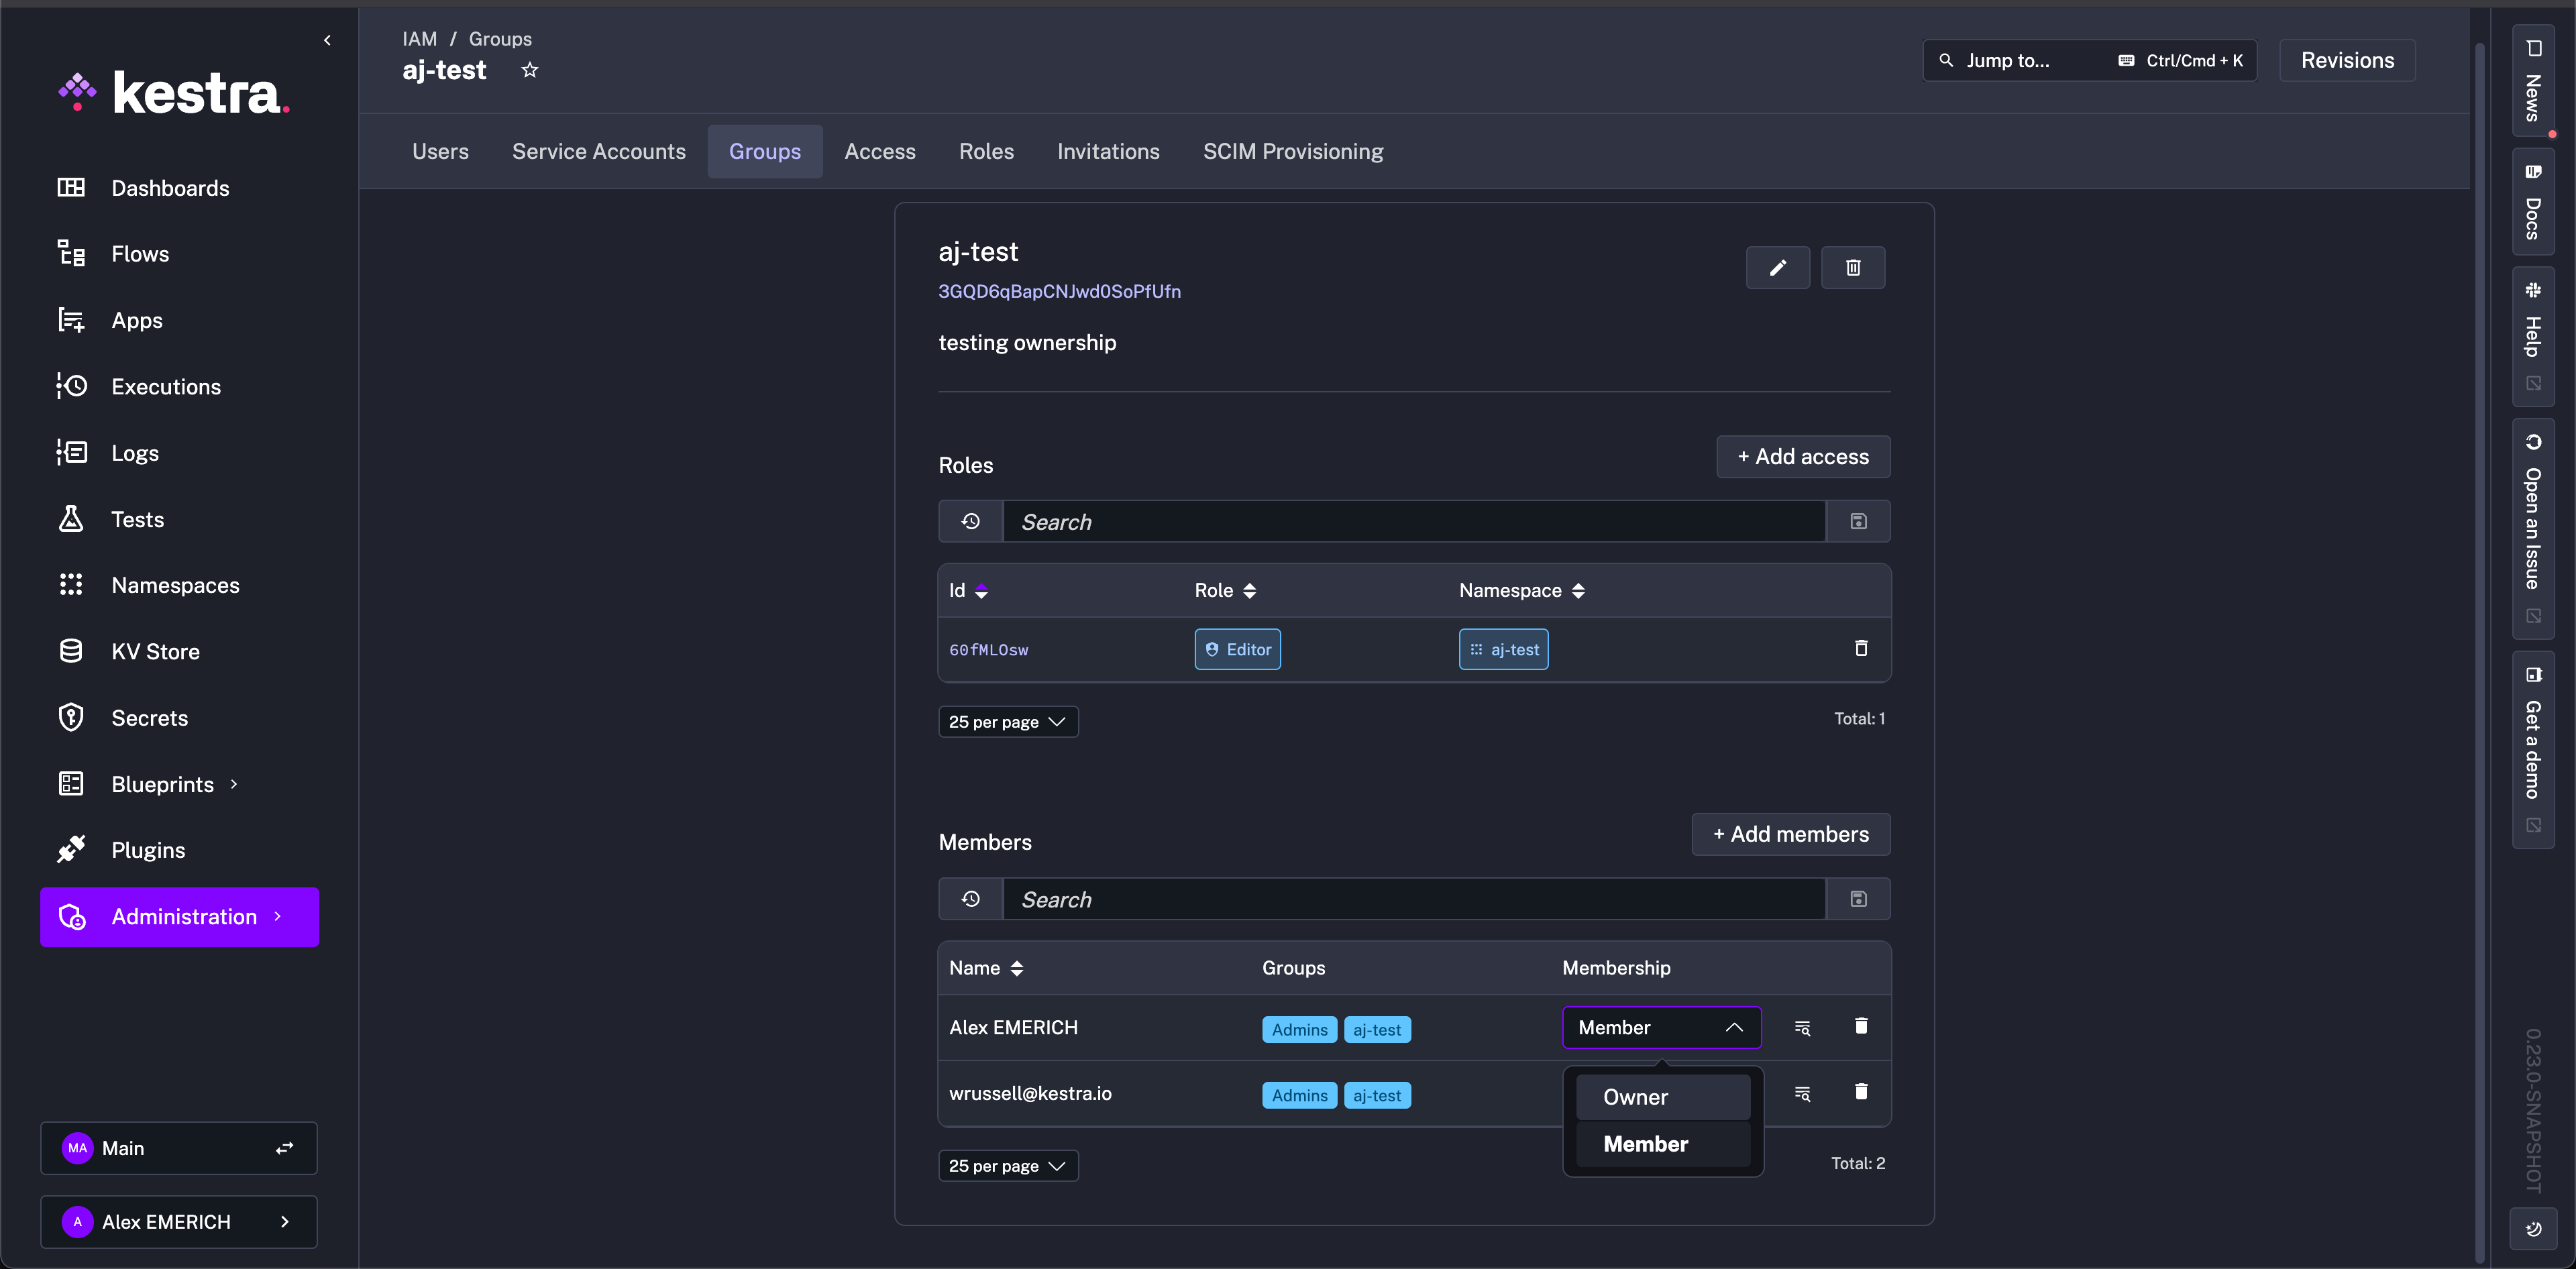 kestra.
Dashboards
Flows
Apps
Executions
Logs
Tests
Namespaces
KV Store
Secrets
Blueprints
Plugins
Administration
MA Main
A Alex EMERICH
IAM / Groups
aj-test
Jump to... Ctrl/Cmd + K
Revisions
Users Service Accounts Groups Access Roles Invitations SCIM Provisioning
aj-test
3GQD6qBapCNJwd0SoPfUfn
testing ownership
Roles
+ Add access
Search
Id Role Namespace
60fMLOsw Editor aj-test
25 per page
Total: 1
Members
+ Add members
Search
Name Groups Membership
Alex EMERICH Admins aj-test Member
wrussell@kestra.io Admins aj-test
Owner
Member
25 per page
Total: 2
News
Docs
Help
Open an Issue
Get a demo
0.23.0-SNAPSHOT